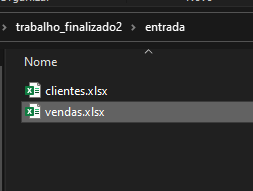 trabalho_finalizado2 > entrada
Nome
clientes.xlsx
vendas.xlsx